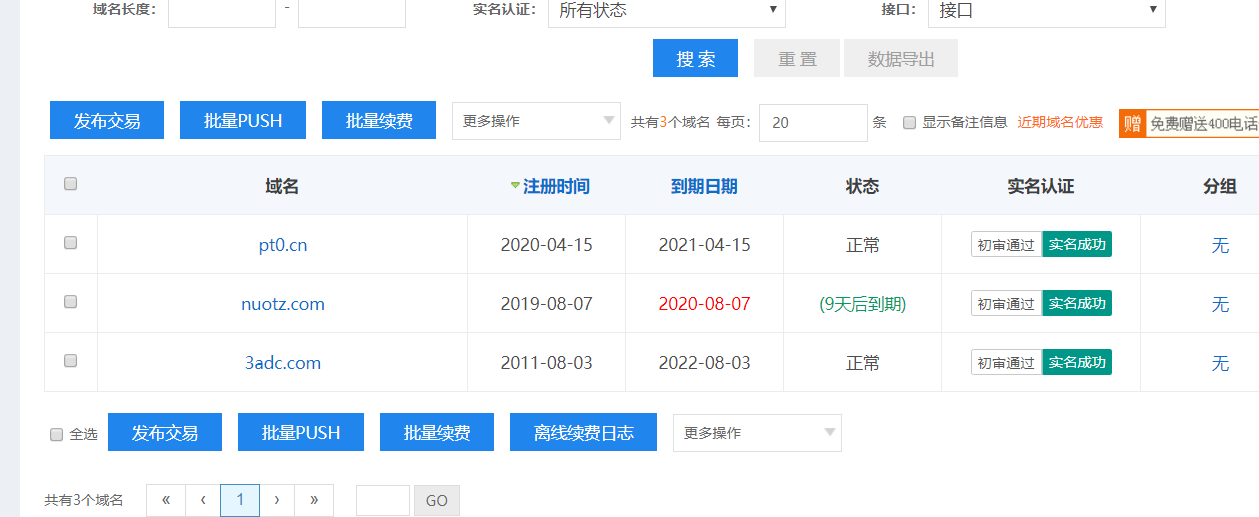 域名长度： - 实名认证： 所有状态 接口： 接口
搜 索 重 置 数据导出
发布交易 批量PUSH 批量续费 更多操作 共有3个域名 每页： 20 条 显示备注信息 近期域名优惠 赠 免费赠送400电话
域名 注册时间 到期日期 状态 实名认证 分组
pt0.cn 2020-04-15 2021-04-15 正常 初审通过 实名成功 无
nuotz.com 2019-08-07 2020-08-07 (9天后到期) 初审通过 实名成功 无
3adc.com 2011-08-03 2022-08-03 正常 初审通过 实名成功 无
全选 发布交易 批量PUSH 批量续费 离线续费日志 更多操作
共有3个域名 « ‹ 1 › » GO